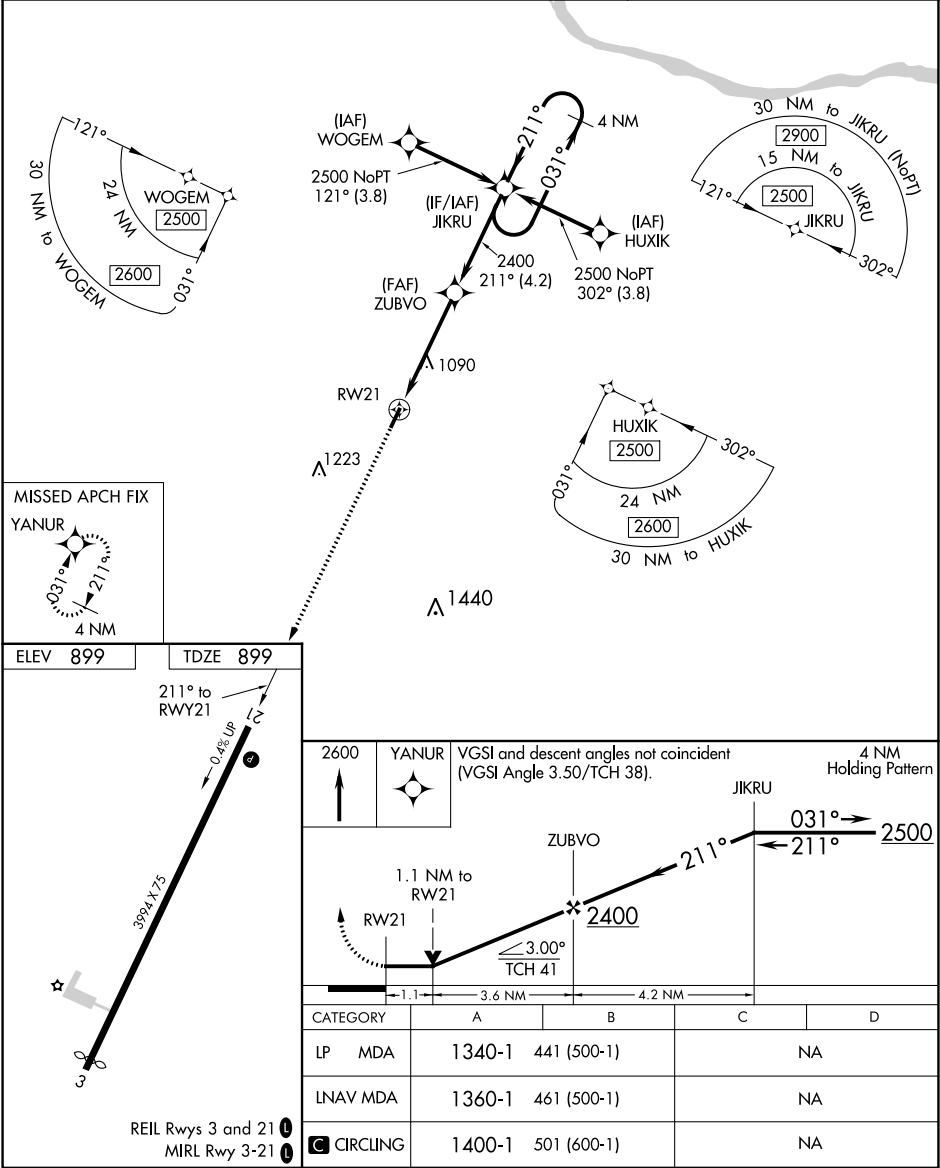 (IAF)
WOGEM
2500 NoPT
121° (3.8)
211°
031°
4 NM
(IF/IAF)
JIKRU
(IAF)
HUXIK
2500 NoPT
302° (3.8)
2400
211° (4.2)
(FAF)
ZUBVO
1090
RW21
1223
1440
121°
WOGEM
2500
24 NM
2600
30 NM to WOGEM
031°
30 NM to JIKRU (NoPT)
2900
15 NM to JIKRU
2500
121°
JIKRU
302°
HUXIK
2500
302°
031°
24 NM
2600
30 NM to HUXIK
MISSED APCH FIX
YANUR
031°
211°
4 NM
ELEV 899
TDZE 899
211° to
RWY21
21
0.4% UP
P
3994 X 75
3
REIL Rwys 3 and 21 L
MIRL Rwy 3-21 L
2600
YANUR
VGSI and descent angles not coincident
(VGSI Angle 3.50/TCH 38).
4 NM
Holding Pattern
JIKRU
031°
211°
2500
211°
ZUBVO
2400
1.1 NM to
RW21
RW21
3.00°
TCH 41
1.1
3.6 NM
4.2 NM
CATEGORY A B C D
LP MDA 1340-1 441 (500-1) NA
LNAV MDA 1360-1 461 (500-1) NA
C CIRCLING 1400-1 501 (600-1) NA